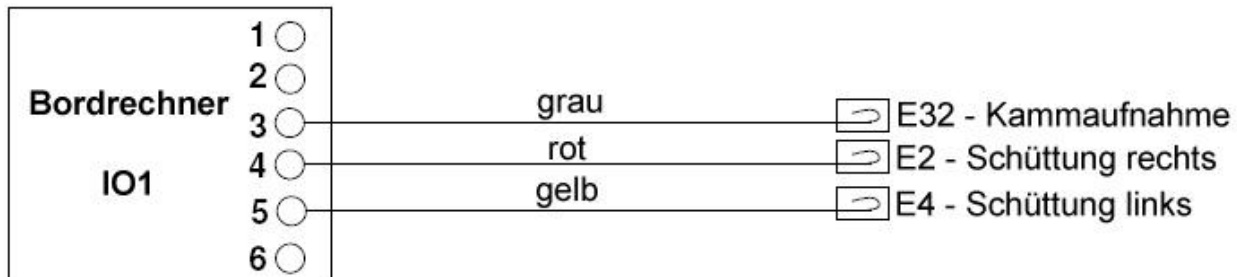 Bordrechner
IO1
1
2
3
4
5
6
grau
rot
gelb
E32 - Kammaufnahme
E2 - Schüttung rechts
E4 - Schüttung links